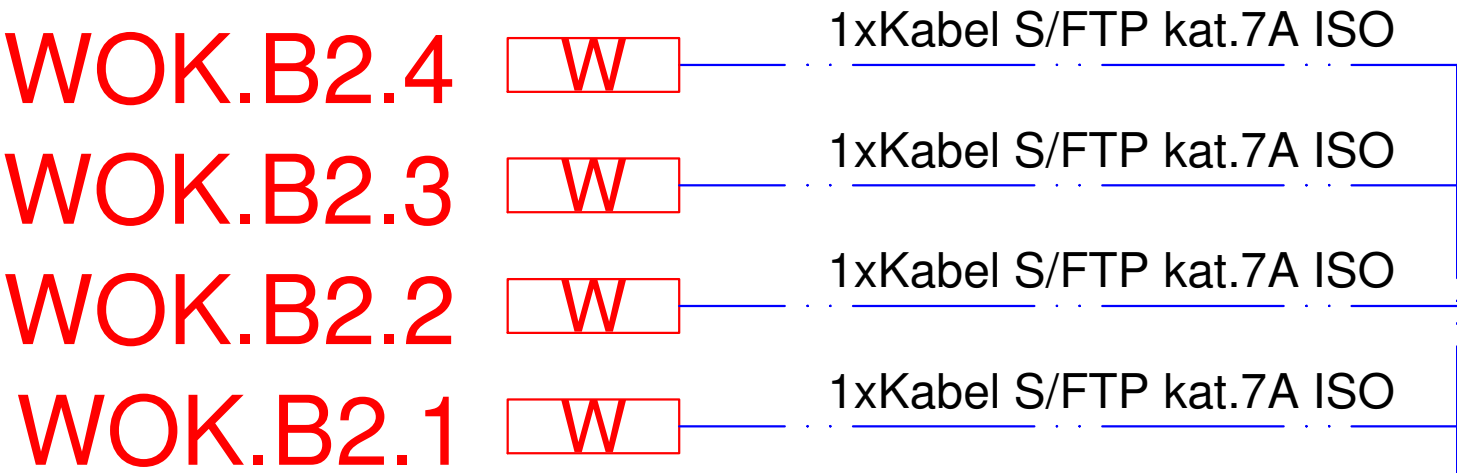 WOK.B2.4 W 1xKabel S/FTP kat.7A ISO
WOK.B2.3 W 1xKabel S/FTP kat.7A ISO
WOK.B2.2 W 1xKabel S/FTP kat.7A ISO
WOK.B2.1 W 1xKabel S/FTP kat.7A ISO